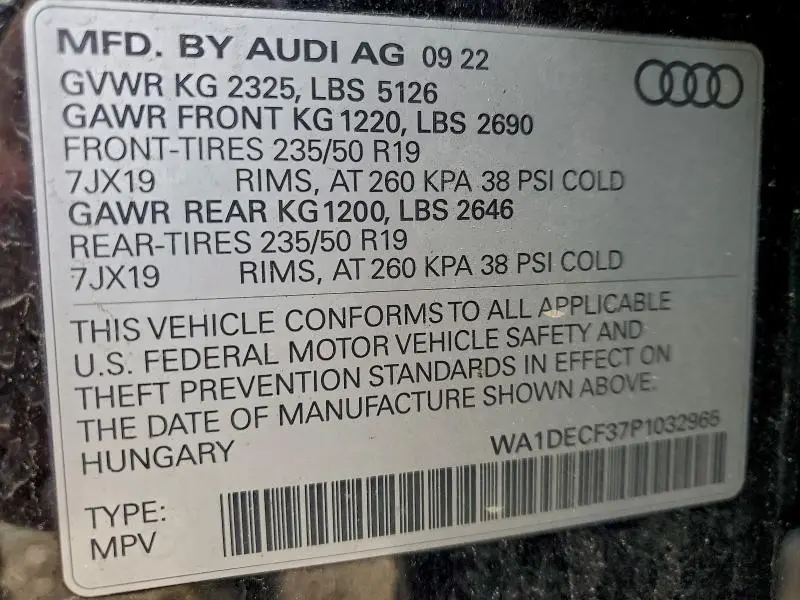 MFD. BY AUDI AG 09 22
GVWR KG 2325, LBS 5126
GAWR FRONT KG 1220, LBS 2690
FRONT-TIRES 235/50 R19
7JX19 RIMS, AT 260 KPA 38 PSI COLD
GAWR REAR KG 1200, LBS 2646
REAR-TIRES 235/50 R19
7JX19 RIMS, AT 260 KPA 38 PSI COLD
THIS VEHICLE CONFORMS TO ALL APPLICABLE
U.S. FEDERAL MOTOR VEHICLE SAFETY AND
THEFT PREVENTION STANDARDS IN EFFECT ON
THE DATE OF MANUFACTURE SHOWN ABOVE:
HUNGARY WA1DECF37P1032965
TYPE:
MPV